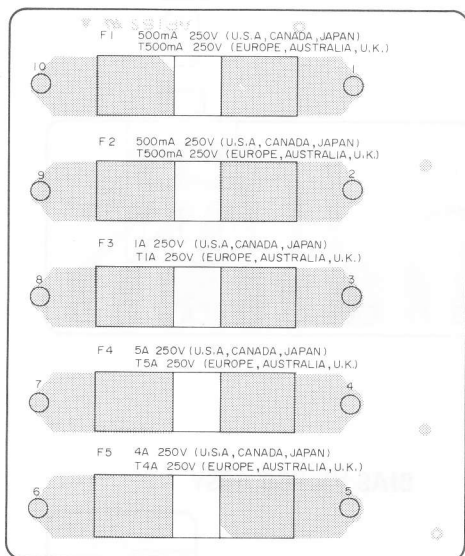 F1 500mA 250V (U.S.A, CANADA, JAPAN)
T500mA 250V (EUROPE, AUSTRALIA, U.K.)
10 1
F2 500mA 250V (U.S.A, CANADA, JAPAN)
T500mA 250V (EUROPE, AUSTRALIA, U.K.)
9 2
F3 1A 250V (U.S.A, CANADA, JAPAN)
T1A 250V (EUROPE, AUSTRALIA, U.K.)
8 3
F4 5A 250V (U.S.A, CANADA, JAPAN)
T5A 250V (EUROPE, AUSTRALIA, U.K.)
7 4
F5 4A 250V (U.S.A, CANADA, JAPAN)
T4A 250V (EUROPE, AUSTRALIA, U.K.)
6 5